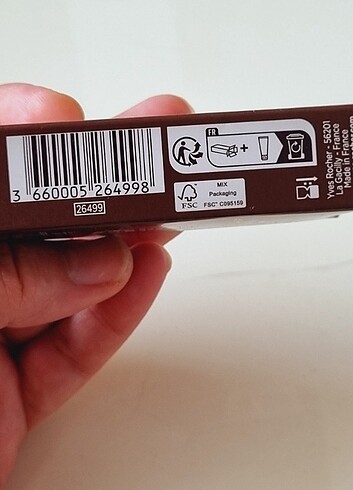 3 660005 264998
26499
FR
+
FSC
MIX
Packaging
FSC® C095159
Yves Rocher - 56201
La Gacilly - France
Made in France